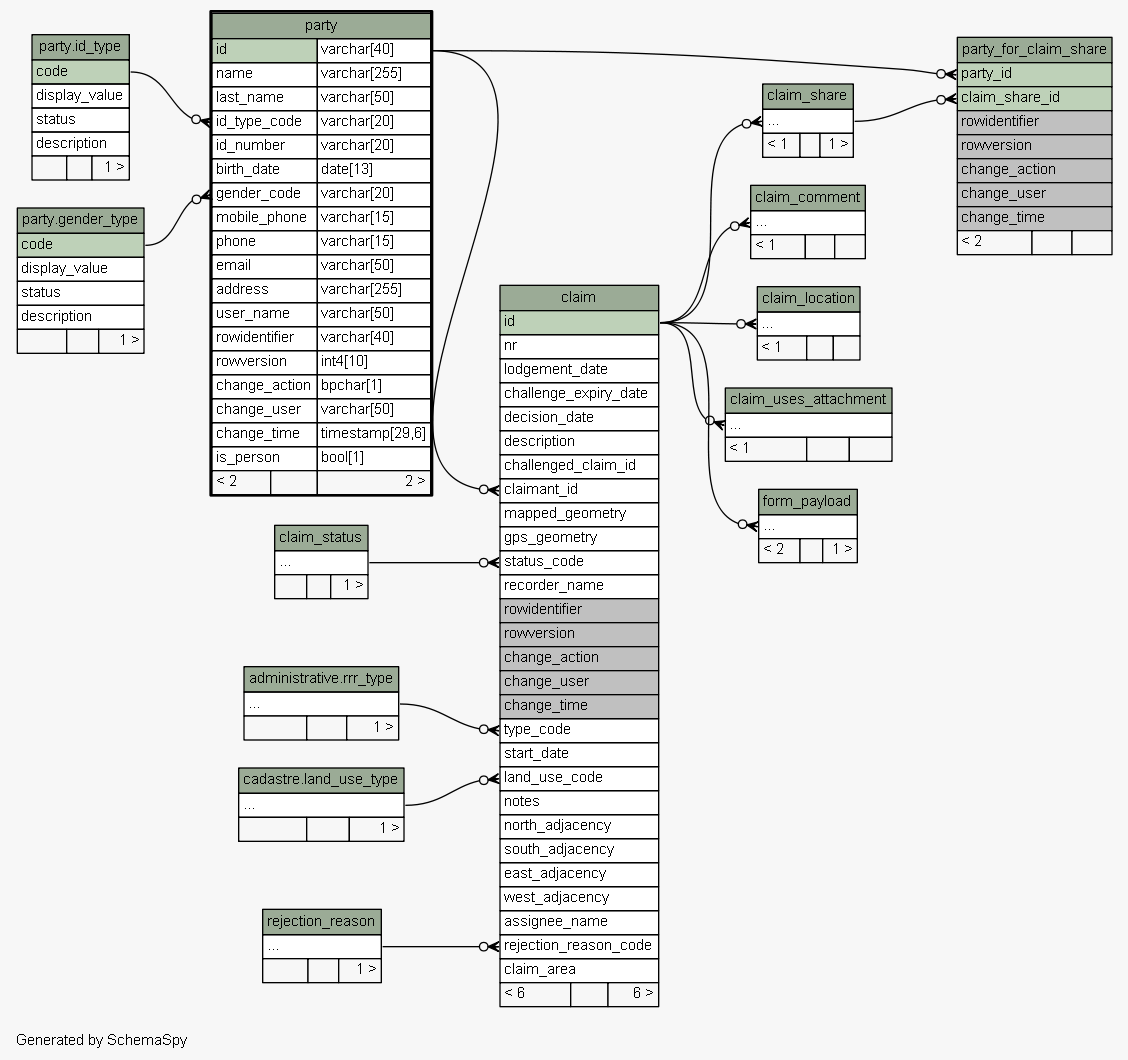 party.id_type
code
display_value
status
description
1 >
party.gender_type
code
display_value
status
description
1 >
party
id varchar[40]
name varchar[255]
last_name varchar[50]
id_type_code varchar[20]
id_number varchar[20]
birth_date date[13]
gender_code varchar[20]
mobile_phone varchar[15]
phone varchar[15]
email varchar[50]
address varchar[255]
user_name varchar[50]
rowidentifier varchar[40]
rowversion int4[10]
change_action bpchar[1]
change_user varchar[50]
change_time timestamp[29,6]
is_person bool[1]
< 2 2 >
party_for_claim_share
party_id
claim_share_id
rowidentifier
rowversion
change_action
change_user
change_time
< 2
claim_share
...
< 1 1 >
claim_comment
...
< 1
claim_location
...
< 1
claim_uses_attachment
...
< 1
form_payload
...
< 2 1 >
claim
id
nr
lodgement_date
challenge_expiry_date
decision_date
description
challenged_claim_id
claimant_id
mapped_geometry
gps_geometry
status_code
recorder_name
rowidentifier
rowversion
change_action
change_user
change_time
type_code
start_date
land_use_code
notes
north_adjacency
south_adjacency
east_adjacency
west_adjacency
assignee_name
rejection_reason_code
claim_area
< 6 6 >
claim_status
...
1 >
administrative.rrr_type
...
1 >
cadastre.land_use_type
...
1 >
rejection_reason
...
1 >
Generated by SchemaSpy